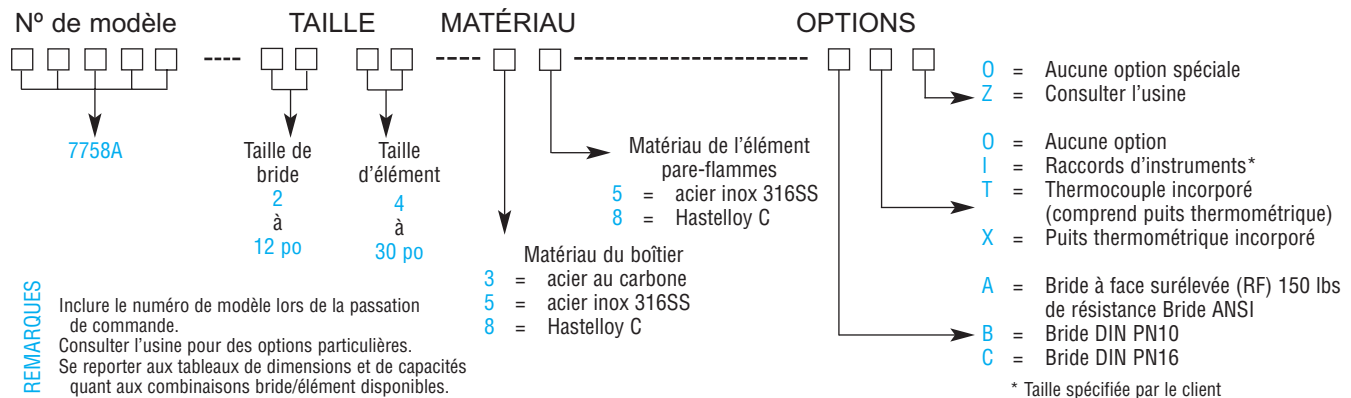 Nº de modèle
TAILLE
MATÉRIAU
OPTIONS
7758A
Taille de
bride
2
à
12 po
Taille
d'élément
4
à
30 po
Matériau de l'élément
pare-flammes
5 = acier inox 316SS
8 = Hastelloy C
Matériau du boîtier
3 = acier au carbone
5 = acier inox 316SS
8 = Hastelloy C
O = Aucune option spéciale
Z = Consulter l'usine
O = Aucune option
I = Raccords d'instruments*
T = Thermocouple incorporé
(comprend puits thermométrique)
X = Puits thermométrique incorporé
A = Bride à face surélevée (RF) 150 lbs
de résistance Bride ANSI
B = Bride DIN PN10
C = Bride DIN PN16
* Taille spécifiée par le client
REMARQUES
Inclure le numéro de modèle lors de la passation
de commande.
Consulter l'usine pour des options particulières.
Se reporter aux tableaux de dimensions et de capacités
quant aux combinaisons bride/élément disponibles.